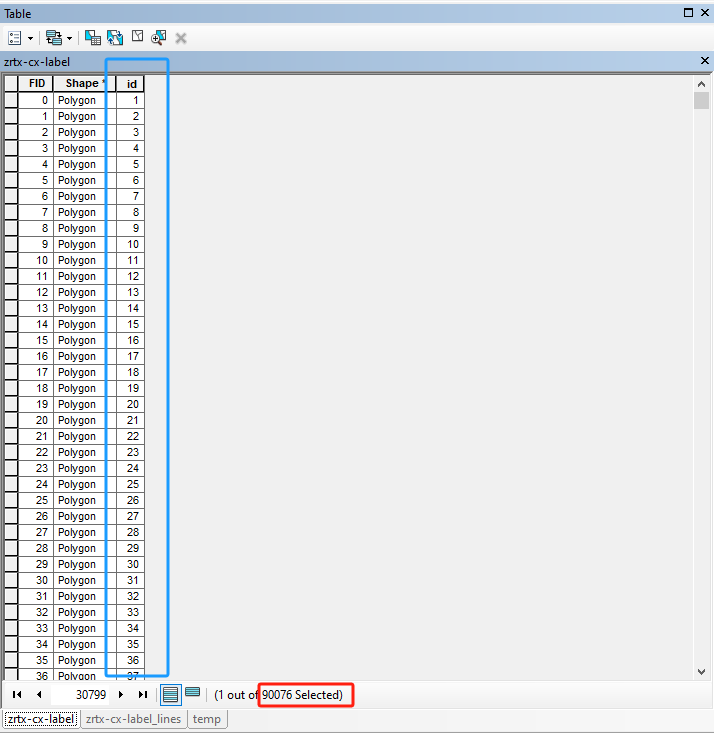 Table
zrtx-cx-label
FID Shape * id
0 Polygon 1
1 Polygon 2
2 Polygon 3
3 Polygon 4
4 Polygon 5
5 Polygon 6
6 Polygon 7
7 Polygon 8
8 Polygon 9
9 Polygon 10
10 Polygon 11
11 Polygon 12
12 Polygon 13
13 Polygon 14
14 Polygon 15
15 Polygon 16
16 Polygon 17
17 Polygon 18
18 Polygon 19
19 Polygon 20
20 Polygon 21
21 Polygon 22
22 Polygon 23
23 Polygon 24
24 Polygon 25
25 Polygon 26
26 Polygon 27
27 Polygon 28
28 Polygon 29
29 Polygon 30
30 Polygon 31
31 Polygon 32
32 Polygon 33
33 Polygon 34
34 Polygon 35
35 Polygon 36
36 Polygon 37
30799 (1 out of 90076 Selected)
zrtx-cx-label zrtx-cx-label_lines temp